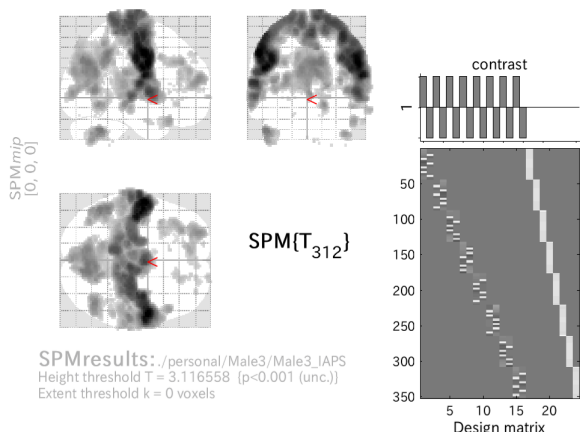 contrast
1
SPMmip
[0, 0, 0]
<
<
<
SPM{T312}
50
100
150
200
250
300
350
5 10 15 20
Design matrix
SPMresults: ./personal/Male3/Male3_IAPS
Height threshold T = 3.116558 {p<0.001 (unc.)}
Extent threshold k = 0 voxels